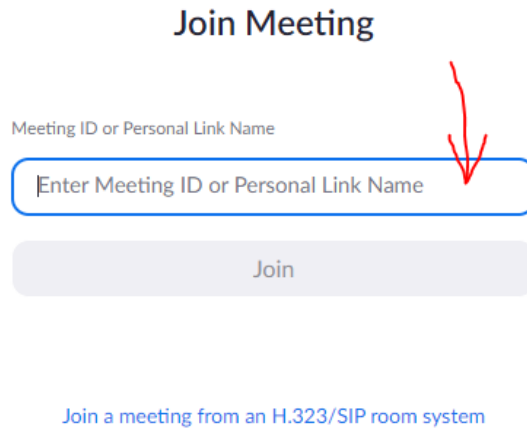 Join Meeting
Meeting ID or Personal Link Name
Enter Meeting ID or Personal Link Name
Join
Join a meeting from an H.323/SIP room system